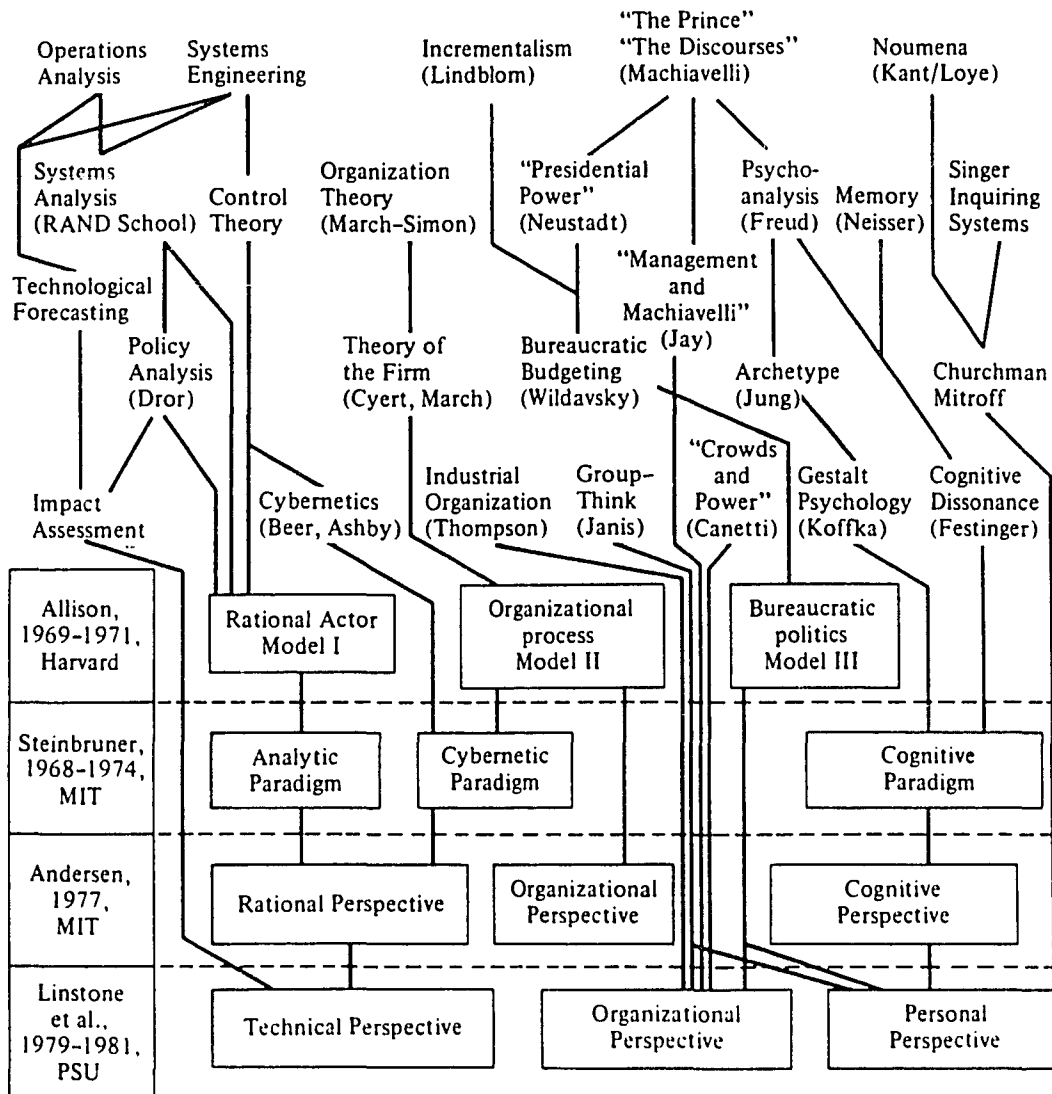 Operations
Analysis
Systems
Engineering
Incrementalism
(Lindblom)
“The Prince”
“The Discourses”
(Machiavelli)
Noumena
(Kant/Loye)
Systems
Analysis
(RAND School)
Control
Theory
Organization
Theory
(March–Simon)
“Presidential
Power”
(Neustadt)
Psycho-
analysis
(Freud)
Memory
(Neisser)
Singer
Inquiring
Systems
Technological
Forecasting
“Management
and
Machiavelli”
(Jay)
Policy
Analysis
(Dror)
Theory of
the Firm
(Cyert, March)
Bureaucratic
Budgeting
(Wildavsky)
Archetype
(Jung)
Churchman
Mitroff
Impact
Assessment
Cybernetics
(Beer, Ashby)
Industrial
Organization
(Thompson)
Group-
Think
(Janis)
“Crowds
and
Power”
(Canetti)
Gestalt
Psychology
(Koffka)
Cognitive
Dissonance
(Festinger)
Allison,
1969–1971,
Harvard
Rational Actor
Model I
Organizational
process
Model II
Bureaucratic
politics
Model III
Steinbruner,
1968–1974,
MIT
Analytic
Paradigm
Cybernetic
Paradigm
Cognitive
Paradigm
Andersen,
1977,
MIT
Rational Perspective
Organizational
Perspective
Cognitive
Perspective
Linstone
et al.,
1979–1981,
PSU
Technical Perspective
Organizational
Perspective
Personal
Perspective